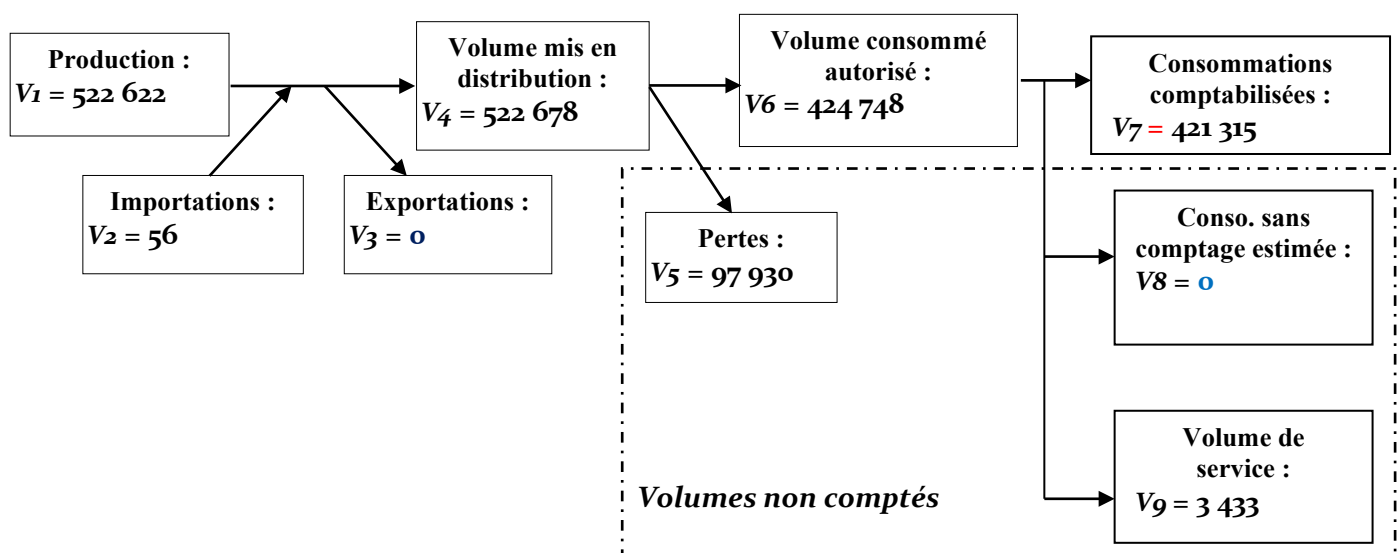 Production :
V1 = 522 622
Volume mis en
distribution :
V4 = 522 678
Volume consommé
autorisé :
V6 = 424 748
Consommations
comptabilisées :
V7 = 421 315
Importations :
V2 = 56
Exportations :
V3 = 0
Pertes :
V5 = 97 930
Conso. sans
comptage estimée :
V8 = 0
Volumes non comptés
Volume de
service :
V9 = 3 433